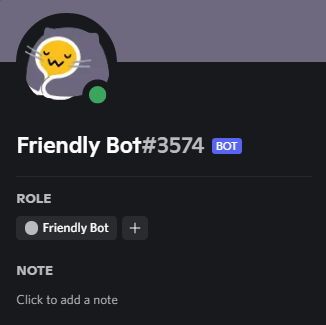 Friendly Bot#3574 BOT
ROLE
Friendly Bot +
NOTE
Click to add a note